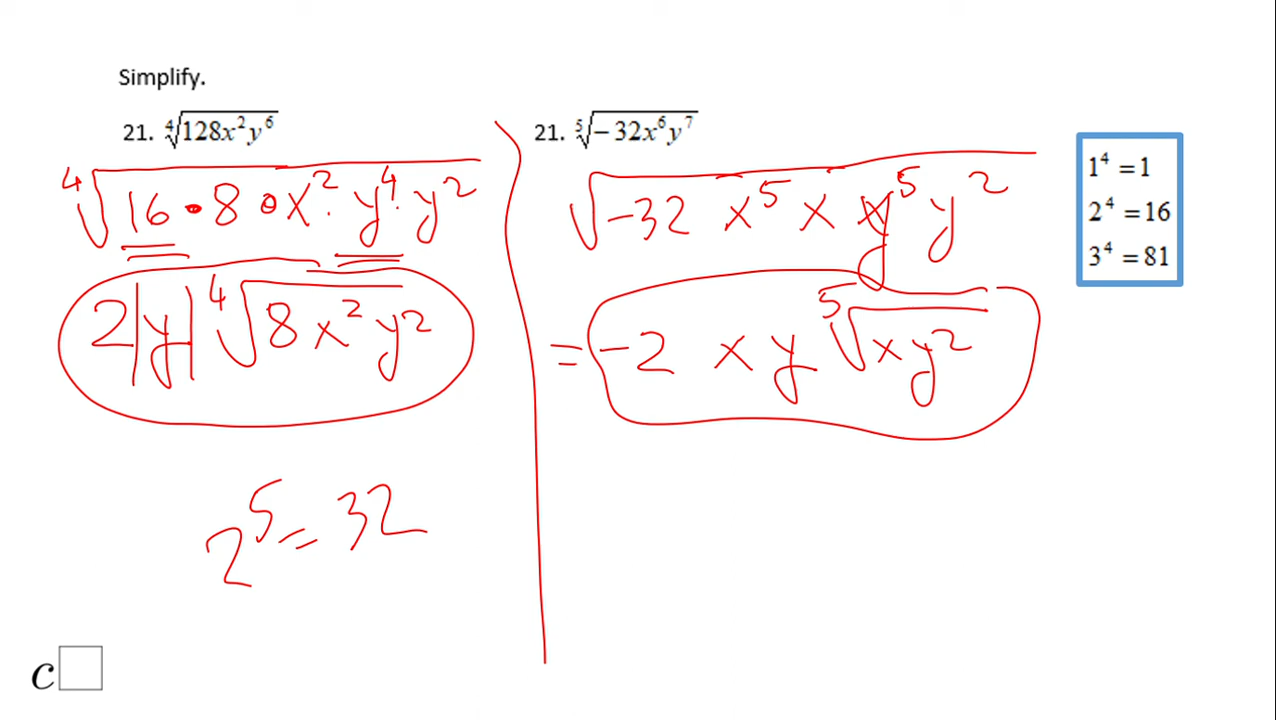 Simplify.
21. ⁴√(128x²y⁶)
⁴√(16 • 8 • x² · y⁴ · y²)
2|y| ⁴√(8x²y²)
2⁵ = 32
21. ⁵√(−32x⁶y⁷)
√(−32 x⁵ x y⁵ y²)
= −2 x y ⁵√(xy²)
1⁴ = 1
2⁴ = 16
3⁴ = 81
c